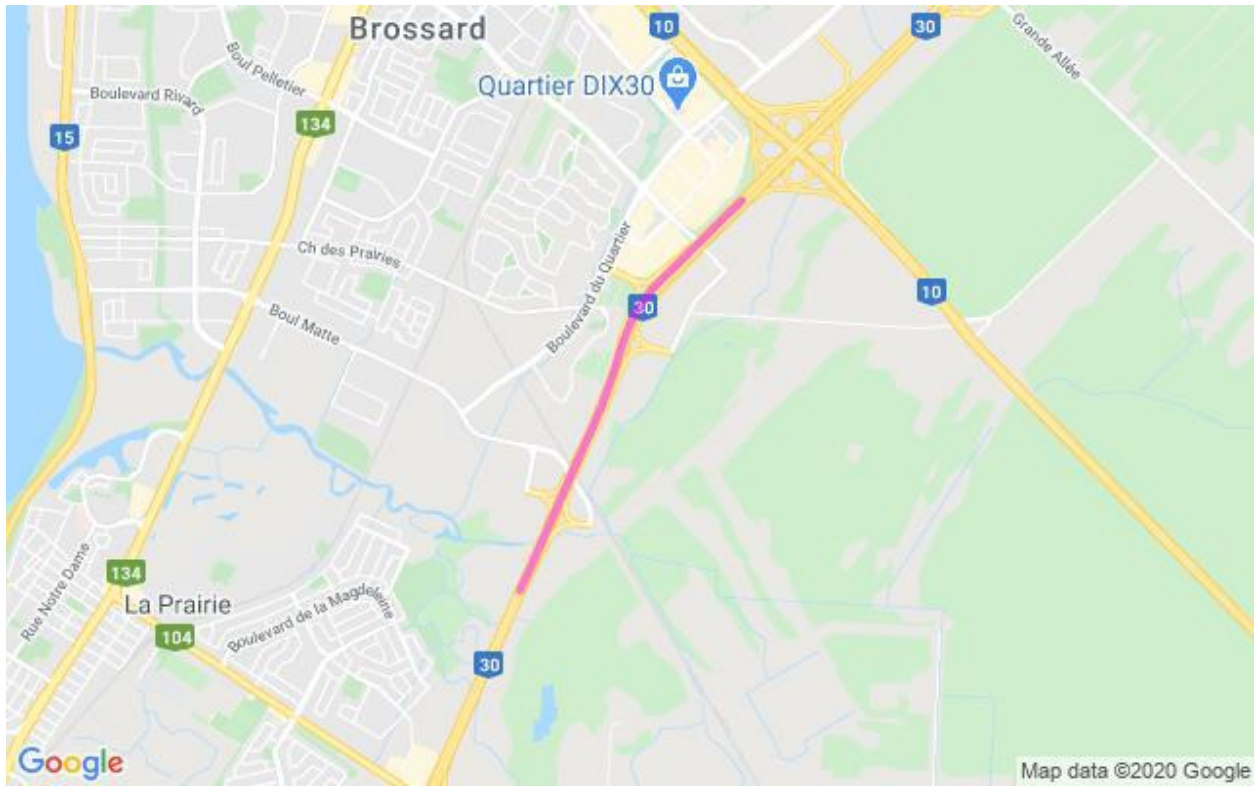 Brossard
10
30
Grande Allée
Boul Pelletier
Quartier DIX30
Boulevard Rivard
134
15
Ch des Prairies
Boulevard du Quartier
10
30
Boul Matte
Rue Notre Dame
134
La Prairie
104
Boulevard de la Magdeleine
30
Google
Map data ©2020 Google